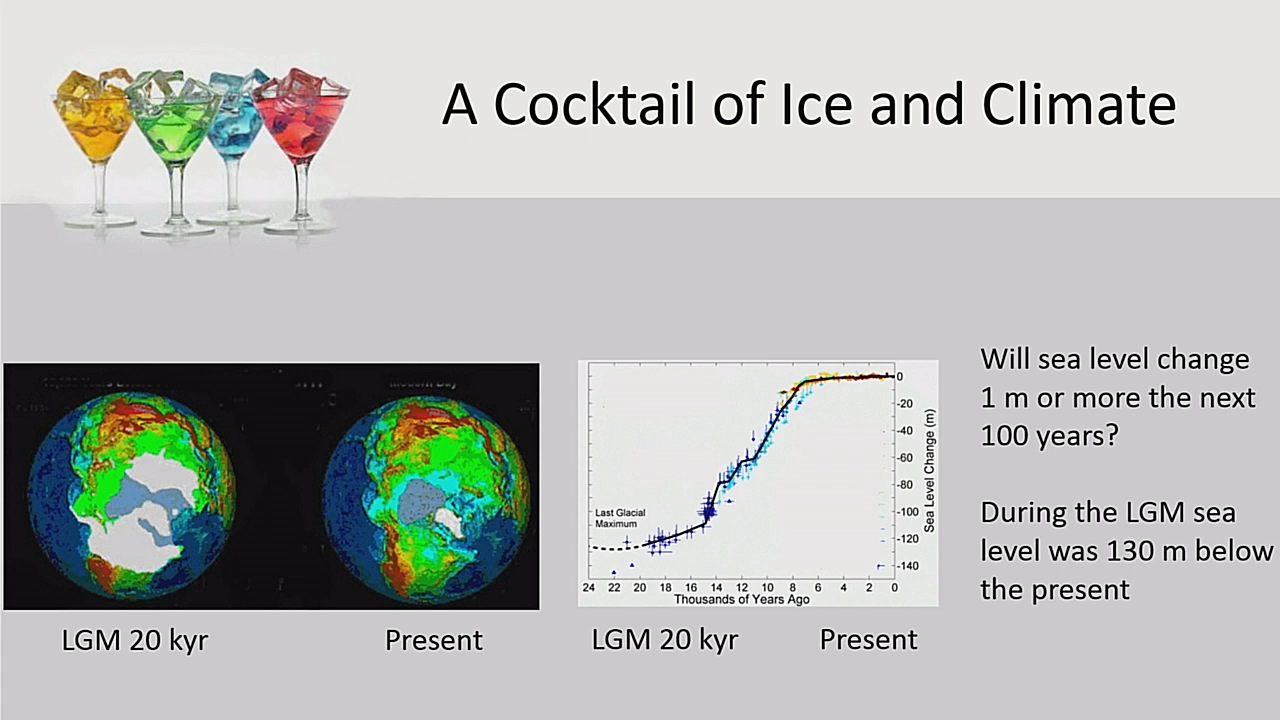 A Cocktail of Ice and Climate
Modern Day
Will sea level change
1 m or more the next
100 years?
During the LGM sea
level was 130 m below
the present
Last Glacial
Maximum
0
-20
-40
-60
-80
-100
-120
-140
Sea Level Change (m)
24 22 20 18 16 14 12 10 8 6 4 2 0
Thousands of Years Ago
LGM 20 kyr
Present
LGM 20 kyr
Present